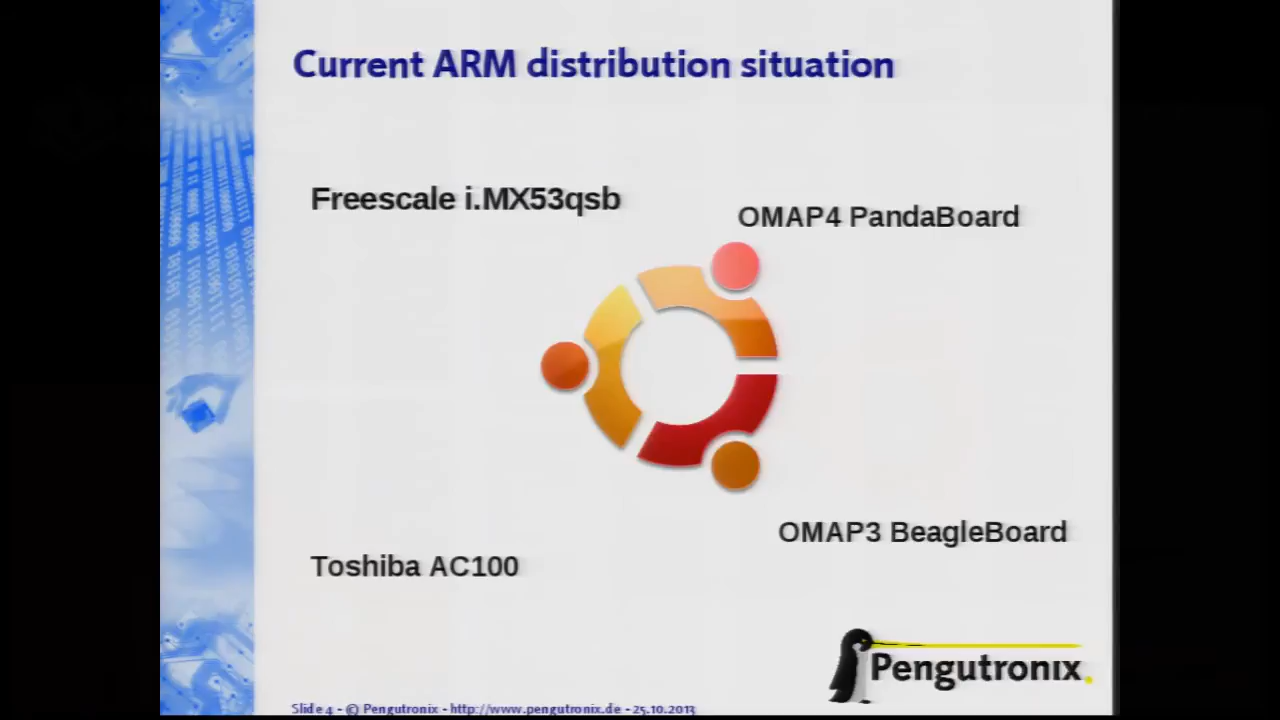 Current ARM distribution situation
Freescale i.MX53qsb
OMAP4 PandaBoard
OMAP3 BeagleBoard
Toshiba AC100
Pengutronix
Slide 4 - © Pengutronix - http://www.pengutronix.de - 25.10.2013